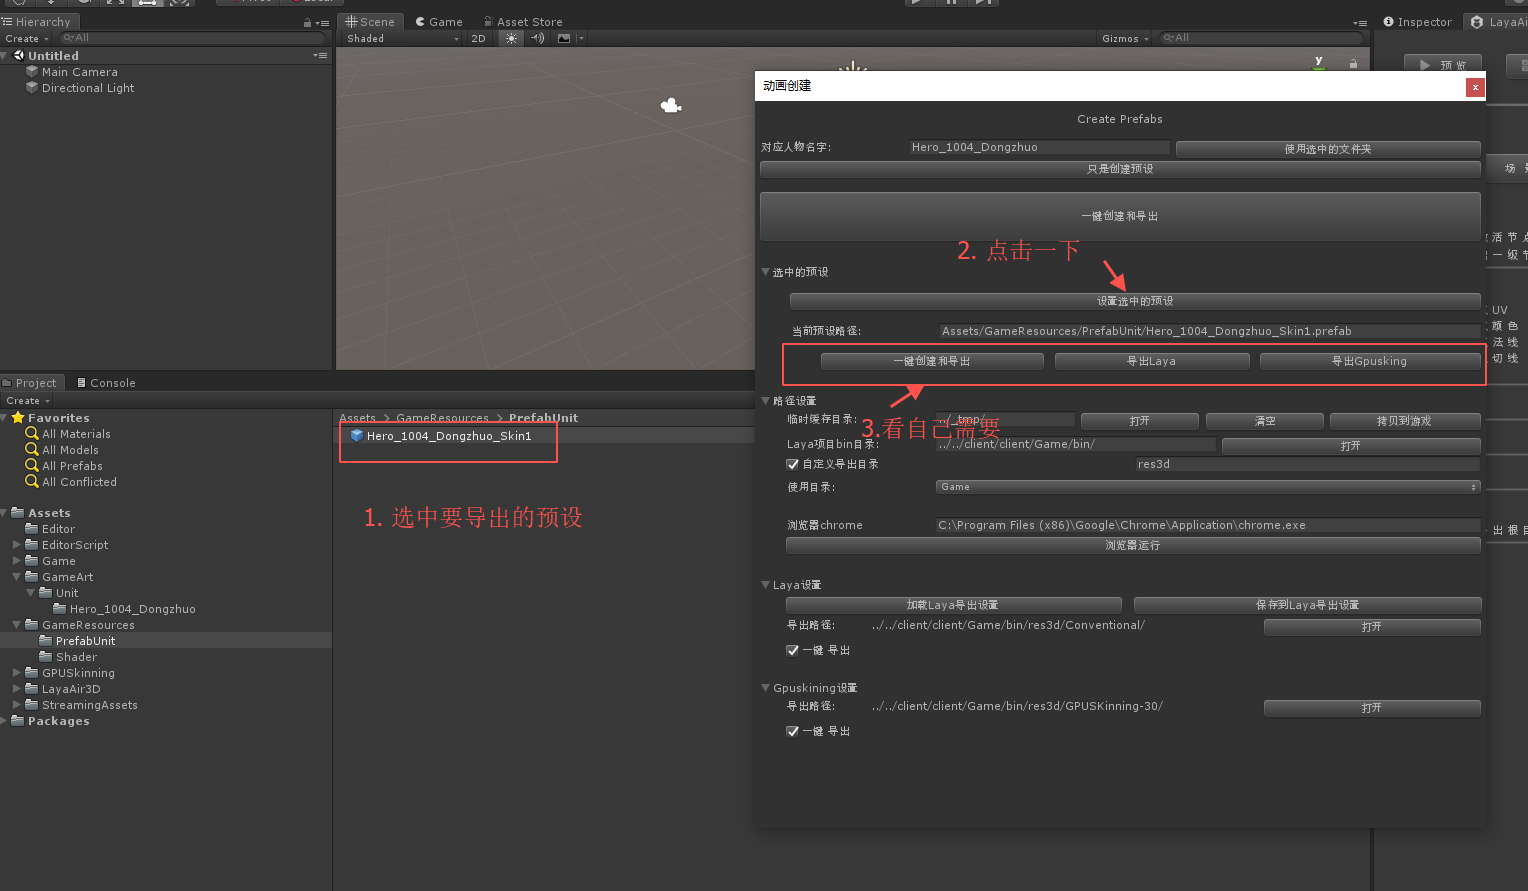 Hierarchy
Scene
Game
Asset Store
Inspector
LayaAi
Create
All
Shaded
2D
Gizmos
All
Untitled
Main Camera
Directional Light
y
预 览
动画创建
x
Create Prefabs
对应人物名字:
Hero_1004_Dongzhuo
使用选中的文件夹
只是创建预设
场
一键创建和导出
2. 点击一下
活 节 点
一 级 节
选中的预设
设置选中的预设
UV
当前预设路径:
Assets/GameResources/PrefabUnit/Hero_1004_Dongzhuo_Skin1.prefab
颜 色
法 线
一键创建和导出
导出Laya
导出Gpusking
切 线
Project
Console
Create
路径设置
Favorites
Assets
GameResources
PrefabUnit
临时缓存目录:
../_tmp/
打开
清空
拷贝到游戏
3.看自己需要
All Materials
Hero_1004_Dongzhuo_Skin1
Laya项目bin目录:
../../client/client/Game/bin/
打开
All Models
All Prefabs
自定义导出目录
res3d
All Conflicted
使用目录:
Game
1. 选中要导出的预设
Assets
Editor
浏览器chrome
C:\Program Files (x86)\Google\Chrome\Application\chrome.exe
出 根 目
EditorScript
浏览器运行
Game
GameArt
Laya设置
Unit
Hero_1004_Dongzhuo
加载Laya导出设置
保存到Laya导出设置
GameResources
导出路径:
../../client/client/Game/bin/res3d/Conventional/
打开
PrefabUnit
一键 导出
Shader
GPUSkinning
LayaAir3D
Gpuskining设置
StreamingAssets
导出路径:
../../client/client/Game/bin/res3d/GPUSKinning-30/
打开
Packages
一键 导出